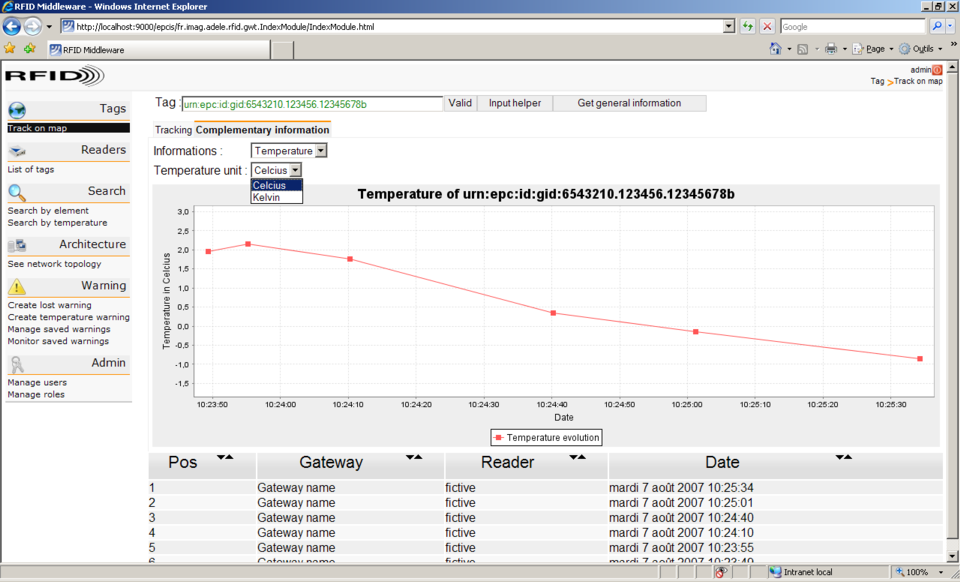 RFID Middleware - Windows Internet Explorer
http://localhost:9000/epcis/fr.imag.adele.rfid.gwt.IndexModule/IndexModule.html
Google
RFID Middleware
Page
Outils
RFID
admin
Tag > Track on map
Tags
Track on map
Readers
List of tags
Search
Search by element
Search by temperature
Architecture
See network topology
Warning
Create lost warning
Create temperature warning
Manage saved warnings
Monitor saved warnings
Admin
Manage users
Manage roles
Tag : urn:epc:id:gid:6543210.123456.12345678b Valid Input helper Get general information
Tracking Complementary information
Informations : Temperature
Temperature unit : Celcius
Celcius
Kelvin
Temperature of urn:epc:id:gid:6543210.123456.12345678b
Temperature in Celcius
3,0
2,5
2,0
1,5
1,0
0,5
0,0
-0,5
-1,0
-1,5
10:23:50 10:24:00 10:24:10 10:24:20 10:24:30 10:24:40 10:24:50 10:25:00 10:25:10 10:25:20 10:25:30
Date
Temperature evolution
Pos Gateway Reader Date
1 Gateway name fictive mardi 7 août 2007 10:25:34
2 Gateway name fictive mardi 7 août 2007 10:25:01
3 Gateway name fictive mardi 7 août 2007 10:24:40
4 Gateway name fictive mardi 7 août 2007 10:24:10
5 Gateway name fictive mardi 7 août 2007 10:23:55
6 Gateway name fictive mardi 7 août 2007 10:23:49
Intranet local
100%